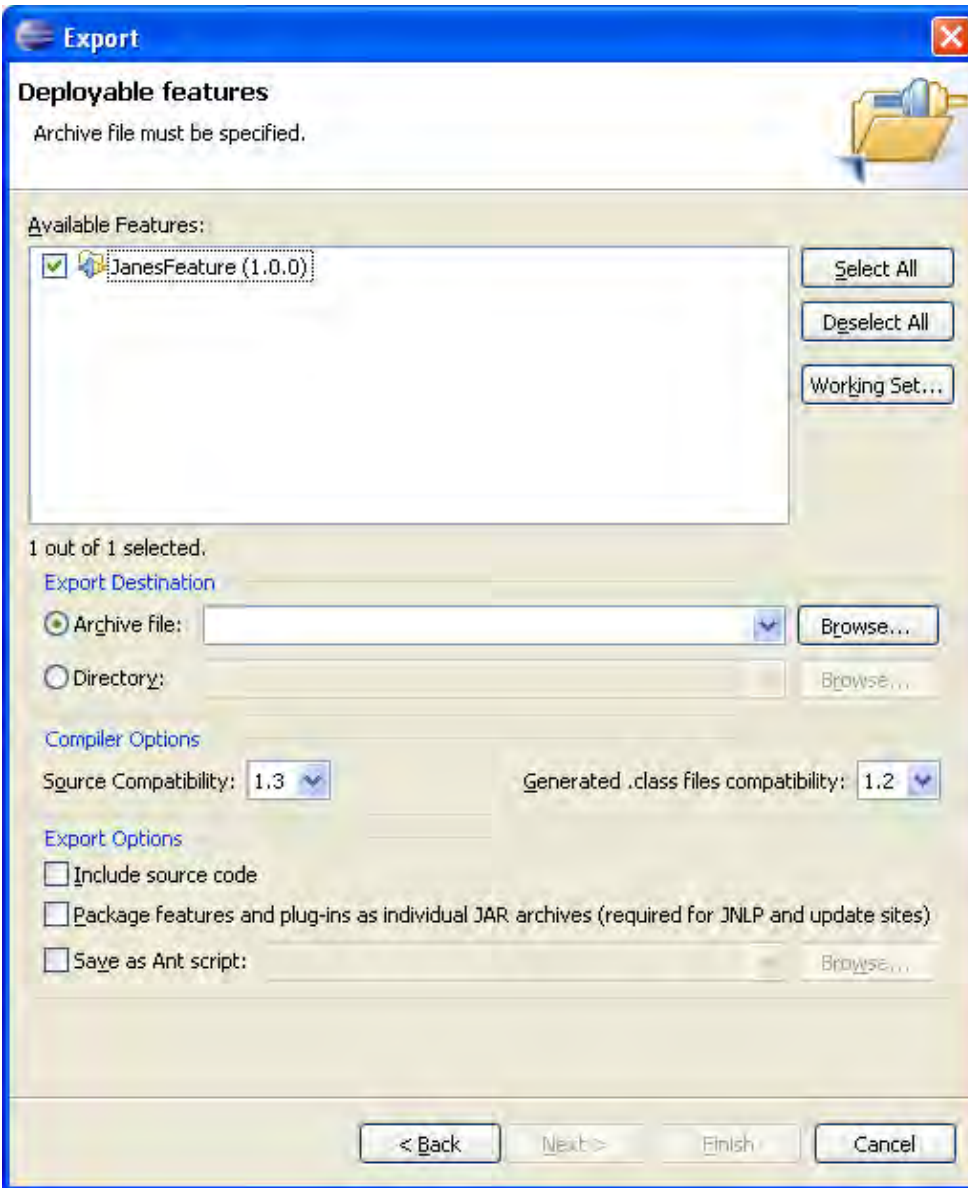 Export
Deployable features
Archive file must be specified.
Available Features:
JanesFeature (1.0.0)
Select All
Deselect All
Working Set...
1 out of 1 selected.
Export Destination
Archive file:
Browse...
Directory:
Browse...
Compiler Options
Source Compatibility: 1.3
Generated .class files compatibility: 1.2
Export Options
Include source code
Package features and plug-ins as individual JAR archives (required for JNLP and update sites)
Save as Ant script:
Browse...
< Back
Next >
Finish
Cancel